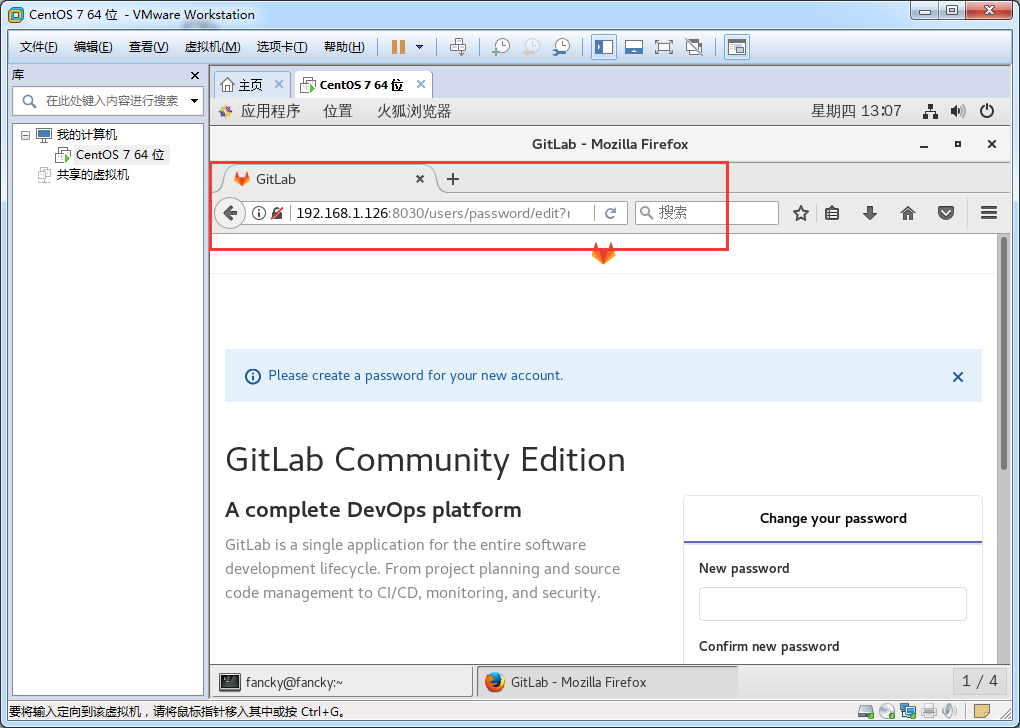 CentOS 7 64 位 - VMware Workstation
文件(F) 编辑(E) 查看(V) 虚拟机(M) 选项卡(T) 帮助(H)
库
在此处键入内容进行搜索
我的计算机
CentOS 7 64 位
共享的虚拟机
主页 CentOS 7 64 位
应用程序 位置 火狐浏览器 星期四 13:07
GitLab - Mozilla Firefox
GitLab
192.168.1.126:8030/users/password/edit?r 搜索
Please create a password for your new account.
GitLab Community Edition
A complete DevOps platform
GitLab is a single application for the entire software
development lifecycle. From project planning and source
code management to CI/CD, monitoring, and security.
Change your password
New password
Confirm new password
fancky@fancky:~ GitLab - Mozilla Firefox 1 / 4
要将输入定向到该虚拟机，请将鼠标指针移入其中或按 Ctrl+G。